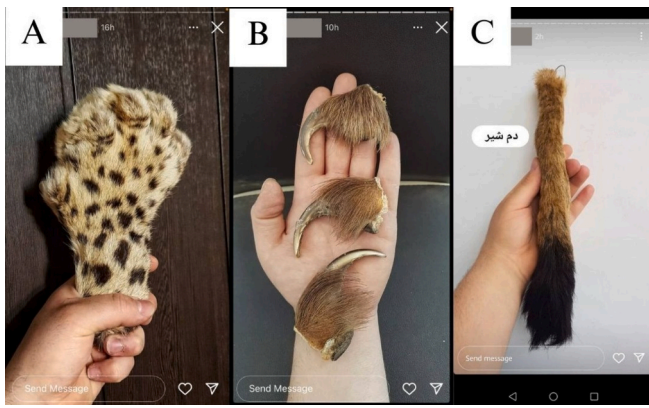 A
16h
B
10h
C
2h
دم شیر
Send Message
Send Message
Send message